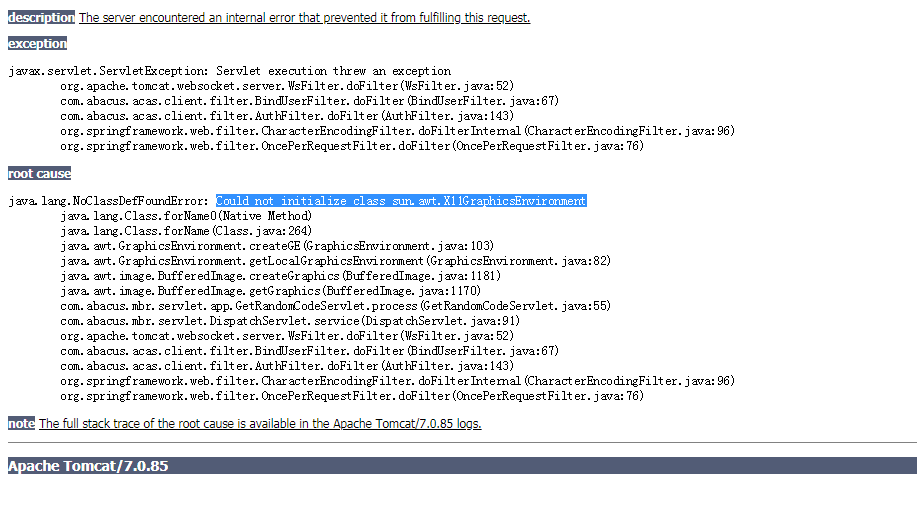 description The server encountered an internal error that prevented it from fulfilling this request.
exception
javax.servlet.ServletException: Servlet execution threw an exception
org.apache.tomcat.websocket.server.WsFilter.doFilter(WsFilter.java:52)
com.abacus.acas.client.filter.BindUserFilter.doFilter(BindUserFilter.java:67)
com.abacus.acas.client.filter.AuthFilter.doFilter(AuthFilter.java:143)
org.springframework.web.filter.CharacterEncodingFilter.doFilterInternal(CharacterEncodingFilter.java:96)
org.springframework.web.filter.OncePerRequestFilter.doFilter(OncePerRequestFilter.java:76)
root cause
java.lang.NoClassDefFoundError: Could not initialize class sun.awt.X11GraphicsEnvironment
java.lang.Class.forName0(Native Method)
java.lang.Class.forName(Class.java:264)
java.awt.GraphicsEnvironment.createGE(GraphicsEnvironment.java:103)
java.awt.GraphicsEnvironment.getLocalGraphicsEnvironment(GraphicsEnvironment.java:82)
java.awt.image.BufferedImage.createGraphics(BufferedImage.java:1181)
java.awt.image.BufferedImage.getGraphics(BufferedImage.java:1170)
com.abacus.mbr.servlet.app.GetRandomCodeServlet.process(GetRandomCodeServlet.java:55)
com.abacus.mbr.servlet.DispatchServlet.service(DispatchServlet.java:91)
org.apache.tomcat.websocket.server.WsFilter.doFilter(WsFilter.java:52)
com.abacus.acas.client.filter.BindUserFilter.doFilter(BindUserFilter.java:67)
com.abacus.acas.client.filter.AuthFilter.doFilter(AuthFilter.java:143)
org.springframework.web.filter.CharacterEncodingFilter.doFilterInternal(CharacterEncodingFilter.java:96)
org.springframework.web.filter.OncePerRequestFilter.doFilter(OncePerRequestFilter.java:76)
note The full stack trace of the root cause is available in the Apache Tomcat/7.0.85 logs.
Apache Tomcat/7.0.85